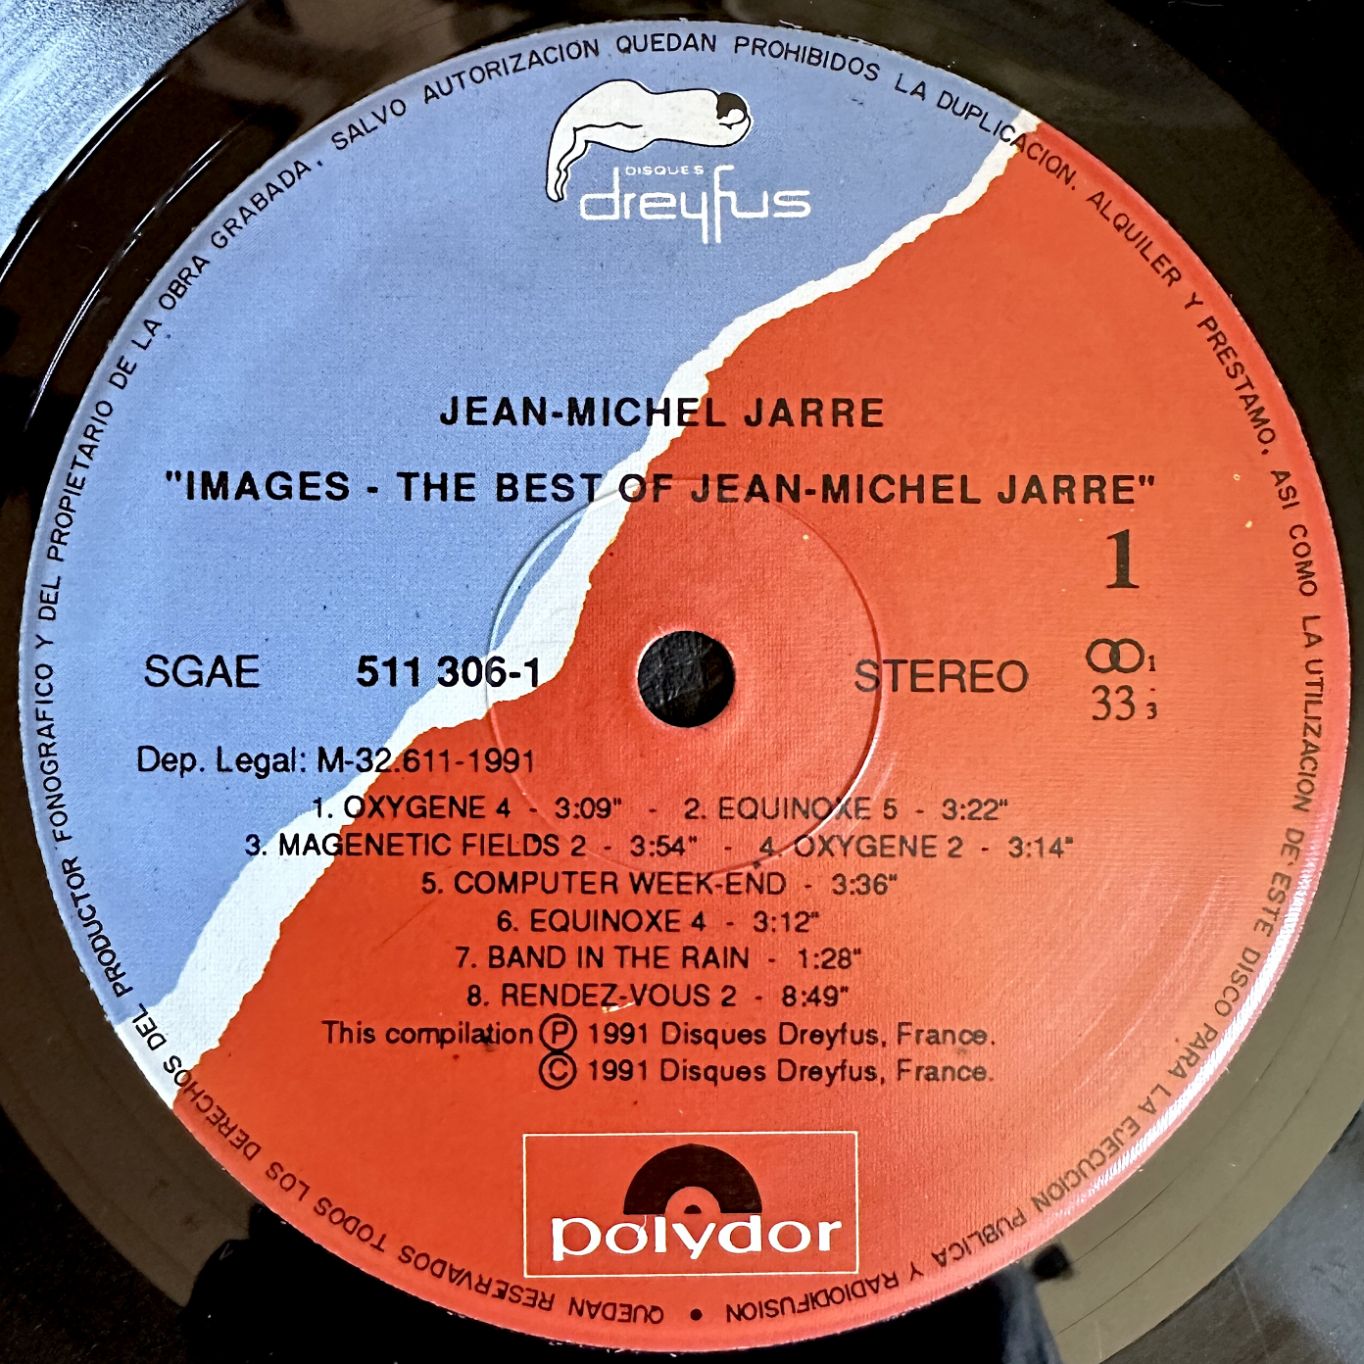 QUEDAN RESERVADOS TODOS LOS DERECHOS DEL PRODUCTOR FONOGRAFICO Y DEL PROPIETARIO DE LA OBRA GRABADA. SALVO AUTORIZACION QUEDAN PROHIBIDOS LA DUPLICACION, ALQUILER Y PRESTAMO, ASI COMO LA UTILIZACION DE ESTE DISCO PARA LA EJECUCION PUBLICA Y RADIODIFUSION •
DISQUES
dreyfus
JEAN-MICHEL JARRE
"IMAGES - THE BEST OF JEAN-MICHEL JARRE"
1
SGAE 511 306-1 STEREO
33 1/3
Dep. Legal: M-32.611-1991
1. OXYGENE 4 - 3:09" - 2. EQUINOXE 5 - 3:22"
3. MAGENETIC FIELDS 2 - 3:54" - 4. OXYGENE 2 - 3:14"
5. COMPUTER WEEK-END - 3:36"
6. EQUINOXE 4 - 3:12"
7. BAND IN THE RAIN - 1:28"
8. RENDEZ-VOUS 2 - 8:49"
This compilation Ⓟ 1991 Disques Dreyfus, France.
© 1991 Disques Dreyfus, France.
polydor